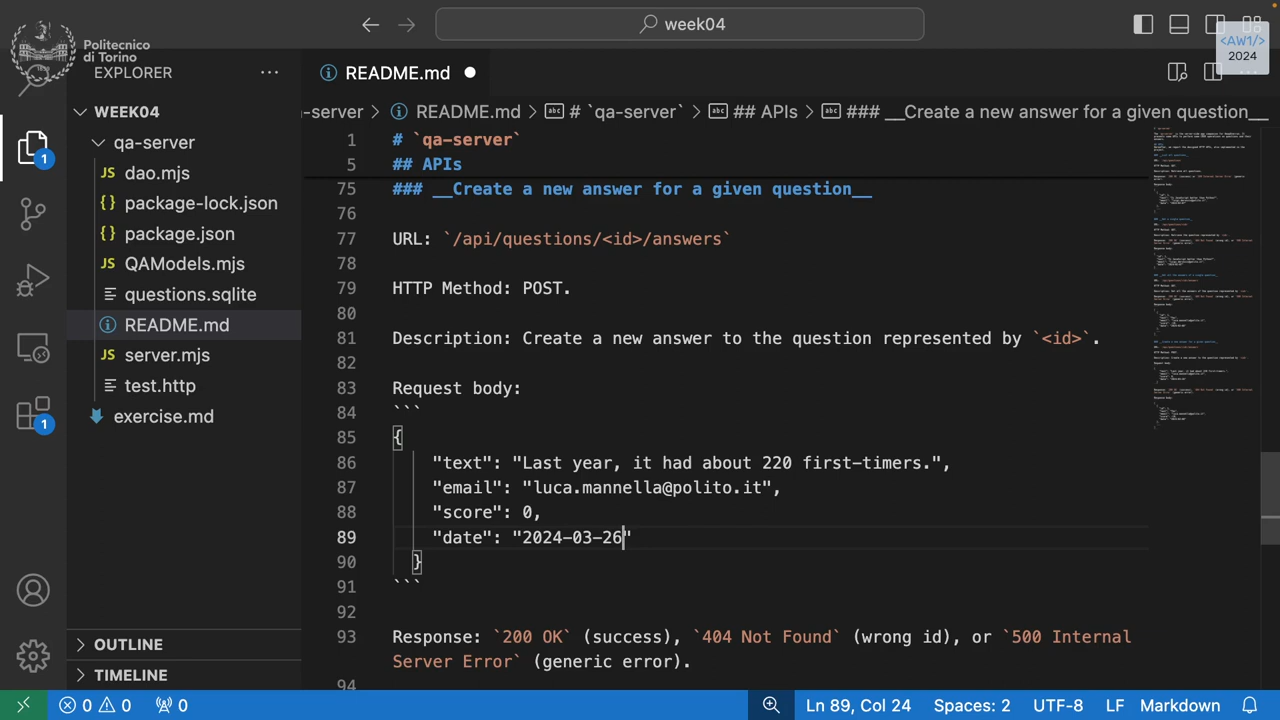 week04
Politecnico
di Torino
<AW1/>
2024
EXPLORER
README.md
WEEK04
qa-server
dao.mjs
package-lock.json
package.json
QAModels.mjs
questions.sqlite
README.md
server.mjs
test.http
exercise.md
OUTLINE
TIMELINE
a-server > README.md > # `qa-server` > ## APIs > ### __Create a new answer for a given question__
1 # `qa-server`
5 ## APIs
75 ### __Create a new answer for a given question__
76
77 URL: `/api/questions/<id>/answers`
78
79 HTTP Method: POST.
80
81 Description: Create a new answer to the question represented by `<id>`.
82
83 Request body:
84 ```
85 {
86 "text": "Last year, it had about 220 first-timers.",
87 "email": "luca.mannella@polito.it",
88 "score": 0,
89 "date": "2024-03-26"
90 }
91 ```
92
93 Response: `200 OK` (success), `404 Not Found` (wrong id), or `500 Internal
Server Error` (generic error).
94
1
1
0 0 0 Ln 89, Col 24 Spaces: 2 UTF-8 LF Markdown